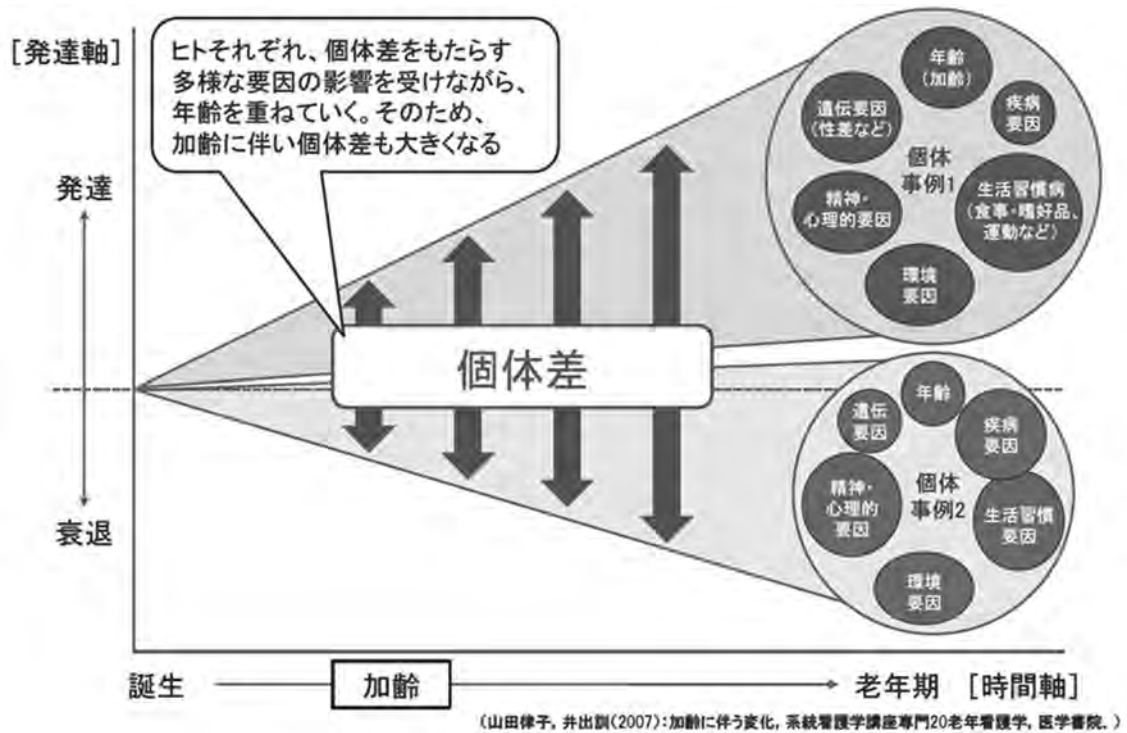 [発達軸]
ヒトそれぞれ、個体差をもたらす
多様な要因の影響を受けながら、
年齢を重ねていく。そのため、
加齢に伴い個体差も大きくなる
発達
衰退
個体差
年齢
(加齢)
遺伝要因
(性差など)
疾病
要因
個体
事例1
精神・
心理的要因
生活習慣病
(食事・嗜好品、
運動など)
環境
要因
年齢
遺伝
要因
疾病
要因
精神・
心理的
要因
個体
事例2
生活習慣
要因
環境
要因
誕生
加齢
老年期 [時間軸]
(山田律子, 井出訓(2007):加齢に伴う変化, 系統看護学講座専門20老年看護学, 医学書院. )